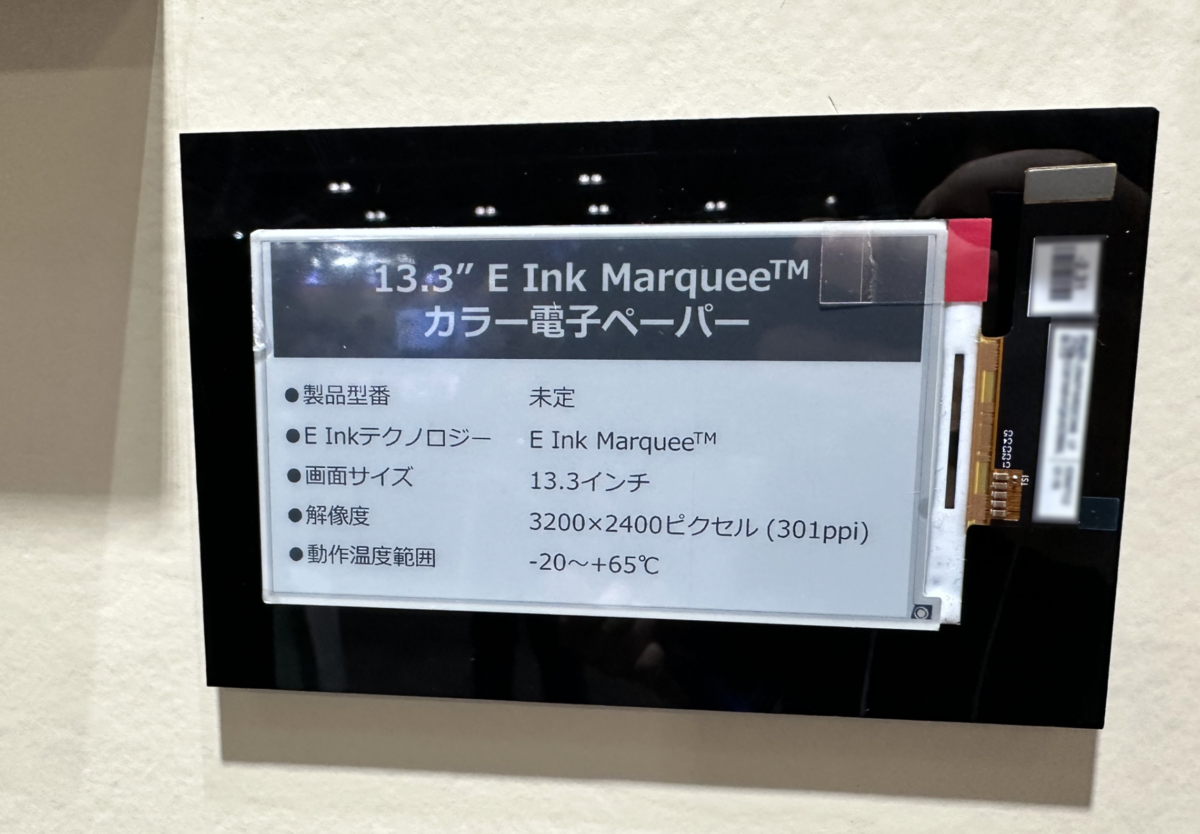 13.3” E Ink Marquee™
カラー電子ペーパー
●製品型番 未定
●E Inkテクノロジー E Ink Marquee™
●画面サイズ 13.3インチ
●解像度 3200×2400ピクセル (301ppi)
●動作温度範囲 -20～+65℃